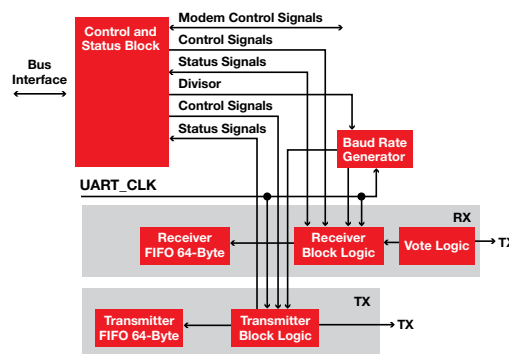 Control and
Status Block
Modem Control Signals
Control Signals
Status Signals
Divisor
Control Signals
Status Signals
Bus
Interface
Baud Rate
Generator
UART_CLK
RX
Receiver
FIFO 64-Byte
Receiver
Block Logic
Vote Logic
TX
TX
Transmitter
FIFO 64-Byte
Transmitter
Block Logic
TX